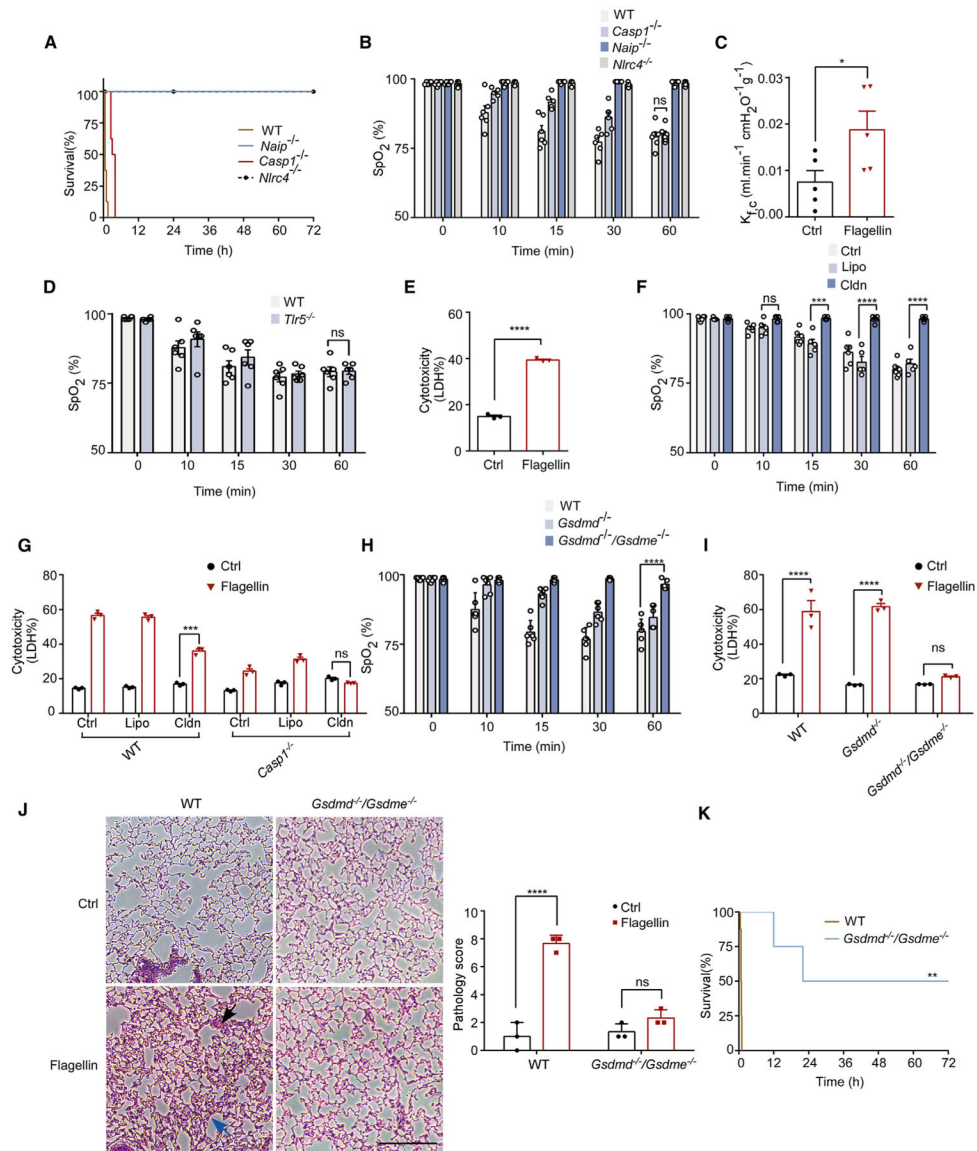 A
Survival(%)
100
75
50
25
0
0 12 24 36 48 60 72
Time (h)
WT
Naip-/-
Casp1-/-
Nlrc4-/-
B
WT
Casp1-/-
Naip-/-
Nlrc4-/-
SpO2 (%)
100
75
50
ns
0 10 15 30 60
Time (min)
C
*
Kf,c (ml.min-1 cmH2O-1g-1)
0.03
0.02
0.01
0.00
Ctrl Flagellin
D
WT
Tlr5-/-
SpO2 (%)
100
75
50
ns
0 10 15 30 60
Time (min)
E
****
Cytotoxicity
(LDH%)
60
40
20
0
Ctrl Flagellin
F
Ctrl
Lipo
Cldn
SpO2 (%)
100
75
50
ns *** **** ****
0 10 15 30 60
Time (min)
G
Ctrl
Flagellin
Cytotoxicity
(LDH%)
80
60
40
20
0
*** ns
Ctrl Lipo Cldn Ctrl Lipo Cldn
WT Casp1-/-
H
WT
Gsdmd-/-
Gsdmd-/-/Gsdme-/-
SpO2 (%)
100
75
50
****
0 10 15 30 60
Time (min)
I
Ctrl
Flagellin
Cytotoxicity
(LDH%)
80
60
40
20
0
**** **** ns
WT Gsdmd-/- Gsdmd-/-/Gsdme-/-
J
WT Gsdmd-/-/Gsdme-/-
Ctrl
Flagellin
Ctrl
Flagellin
Pathology score
10
8
6
4
2
0
**** ns
WT Gsdmd-/-/Gsdme-/-
K
WT
Gsdmd-/-/Gsdme-/-
Survival(%)
100
75
50
25
0
**
0 12 24 36 48 60 72
Time (h)